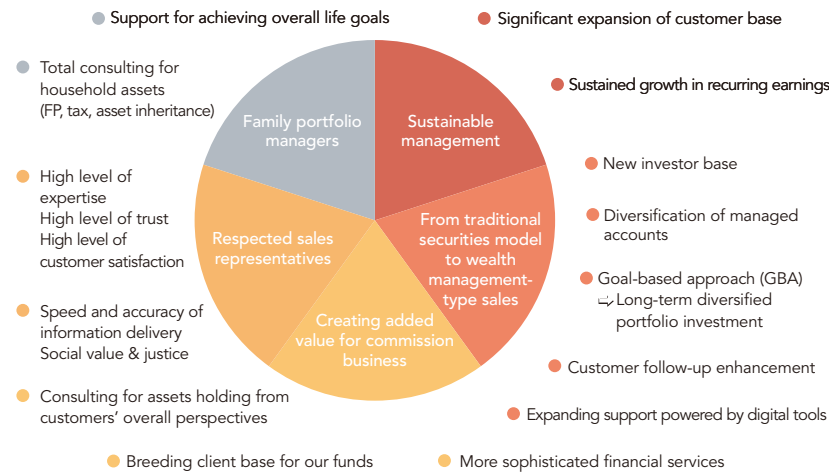 Support for achieving overall life goals
Significant expansion of customer base
Total consulting for
household assets
(FP, tax, asset inheritance)
Sustained growth in recurring earnings
Family portfolio
managers
Sustainable
management
New investor base
High level of
expertise
High level of trust
High level of
customer satisfaction
Respected sales
representatives
From traditional
securities model
to wealth
management-
type sales
Diversification of managed
accounts
Goal-based approach (GBA)
⇨Long-term diversified
portfolio investment
Speed and accuracy of
information delivery
Social value & justice
Creating added
value for commission
business
Customer follow-up enhancement
Consulting for assets holding from
customers’ overall perspectives
Expanding support powered by digital tools
Breeding client base for our funds
More sophisticated financial services